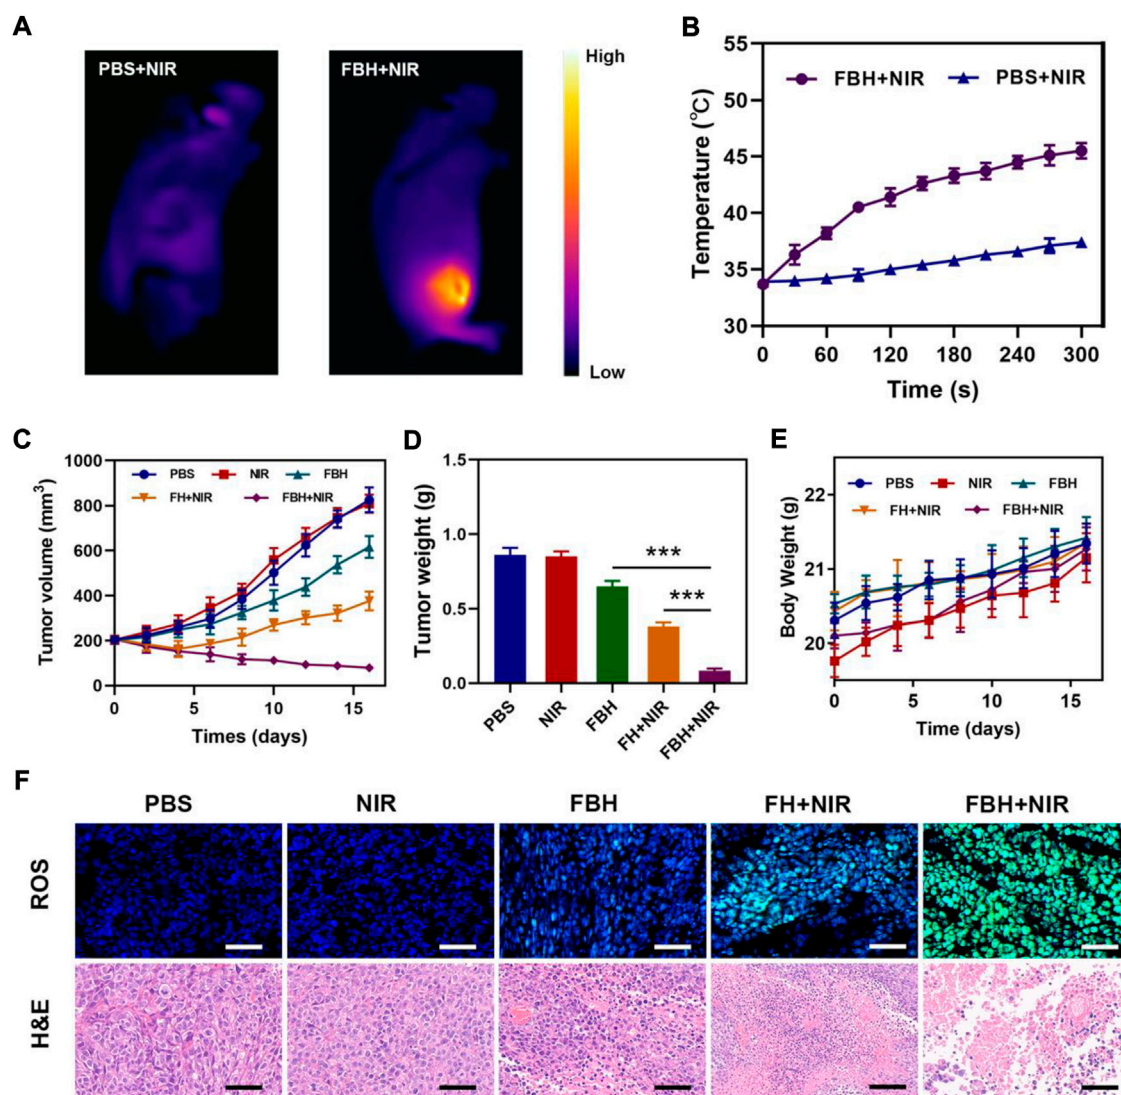 A
PBS+NIR
FBH+NIR
High
Low
B
55
50
45
40
35
30
FBH+NIR
PBS+NIR
Temperature (℃)
0
60
120
180
240
300
Time (s)
C
1000
800
600
400
200
0
PBS
NIR
FBH
FH+NIR
FBH+NIR
Tumor volume (mm³)
0
5
10
15
Times (days)
D
1.5
1.0
0.5
0.0
Tumor weight (g)
***
***
PBS
NIR
FBH
FH+NIR
FBH+NIR
E
22
21
20
PBS
NIR
FBH
FH+NIR
FBH+NIR
Body Weight (g)
0
5
10
15
Time (days)
F
PBS
NIR
FBH
FH+NIR
FBH+NIR
ROS
H&E